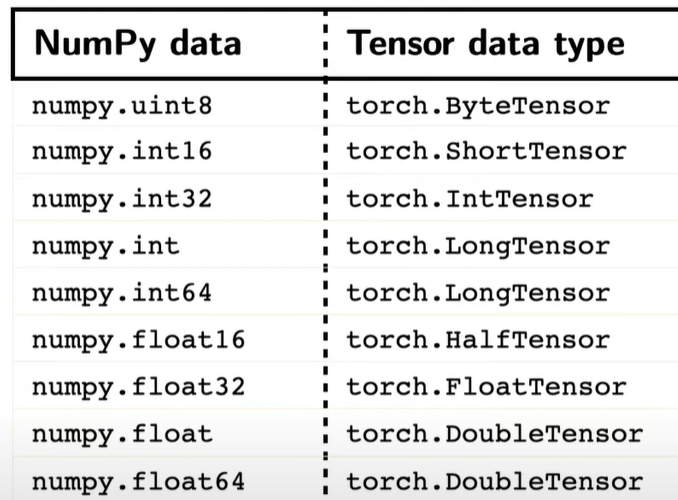 NumPy data Tensor data type
numpy.uint8 torch.ByteTensor
numpy.int16 torch.ShortTensor
numpy.int32 torch.IntTensor
numpy.int torch.LongTensor
numpy.int64 torch.LongTensor
numpy.float16 torch.HalfTensor
numpy.float32 torch.FloatTensor
numpy.float torch.DoubleTensor
numpy.float64 torch.DoubleTensor